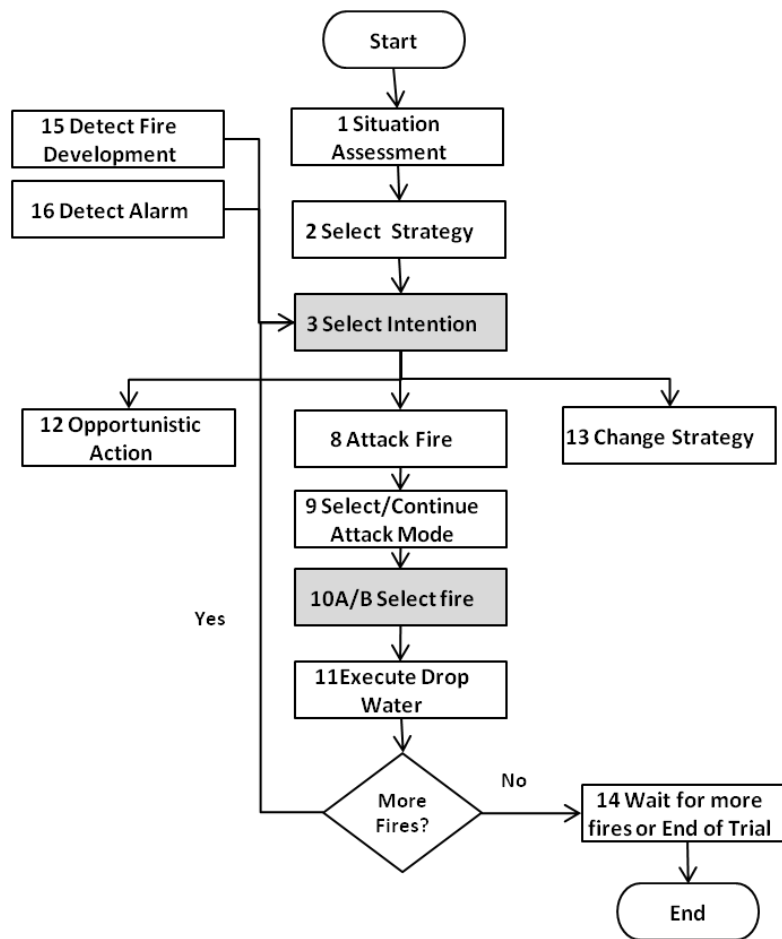 Start
1 Situation
Assessment
15 Detect Fire
Development
16 Detect Alarm
2 Select Strategy
3 Select Intention
12 Opportunistic
Action
8 Attack Fire
13 Change Strategy
9 Select/Continue
Attack Mode
10A/B Select fire
Yes
11Execute Drop
Water
More
Fires?
No
14 Wait for more
fires or End of Trial
End